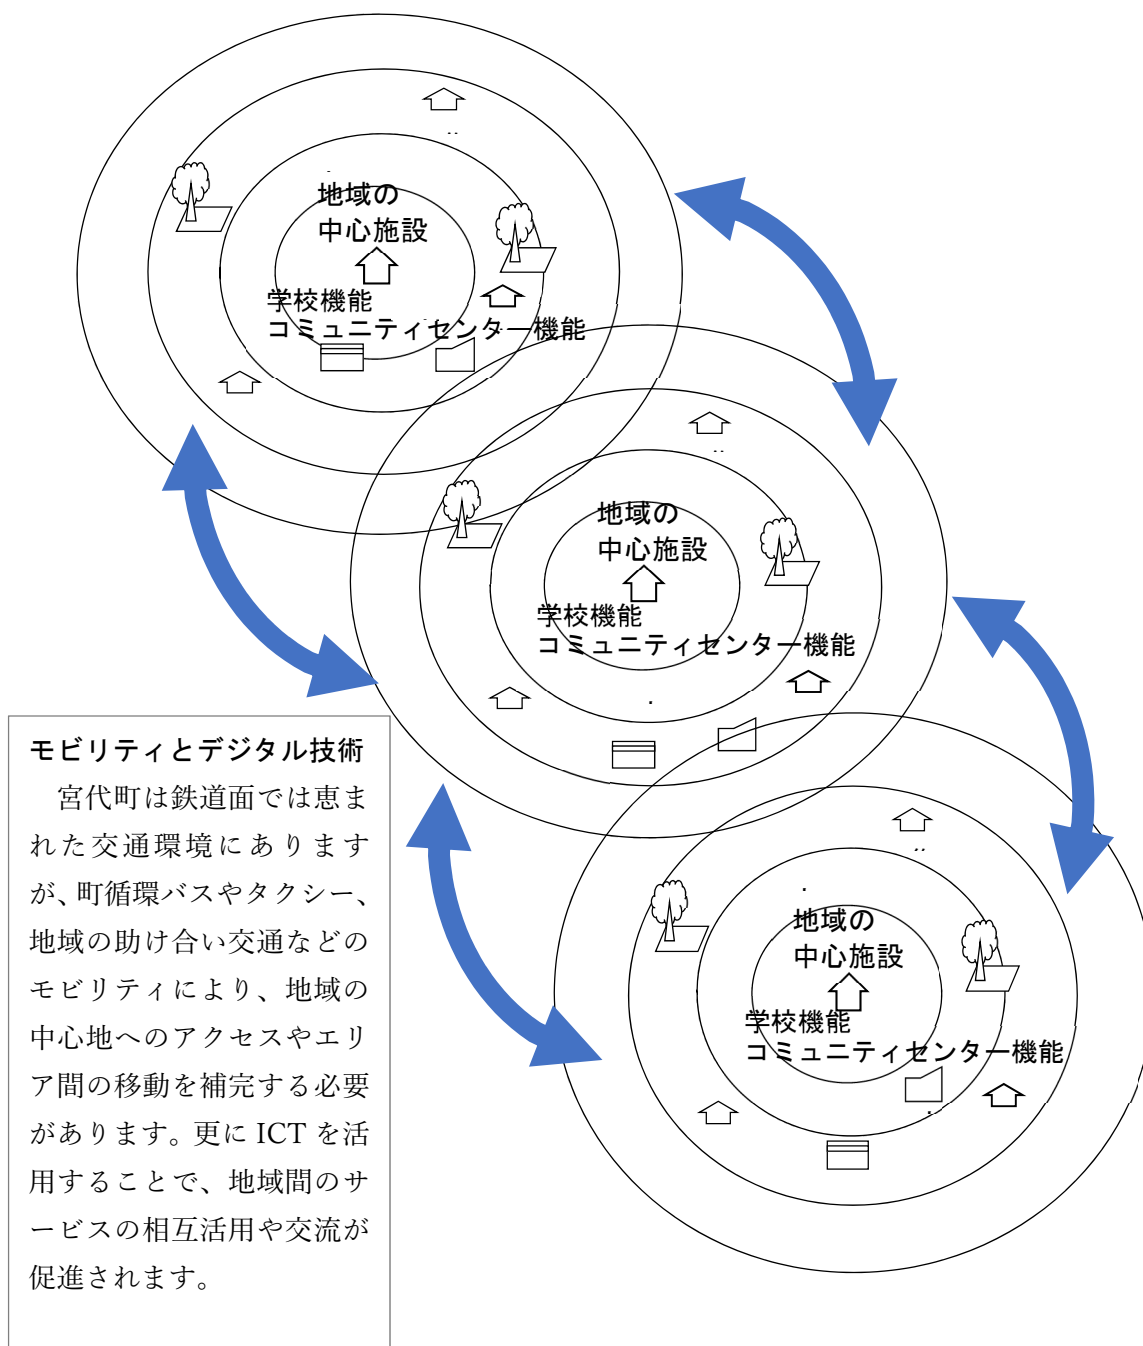 地域の
中心施設
学校機能
コミュニティセンター機能
地域の
中心施設
学校機能
コミュニティセンター機能
地域の
中心施設
学校機能
コミュニティセンター機能
モビリティとデジタル技術
宮代町は鉄道面では恵ま
れた交通環境にあります
が、町循環バスやタクシー、
地域の助け合い交通などの
モビリティにより、地域の
中心地へのアクセスやエリ
ア間の移動を補完する必要
があります。更に ICT を活
用することで、地域間のサ
ービスの相互活用や交流が
促進されます。